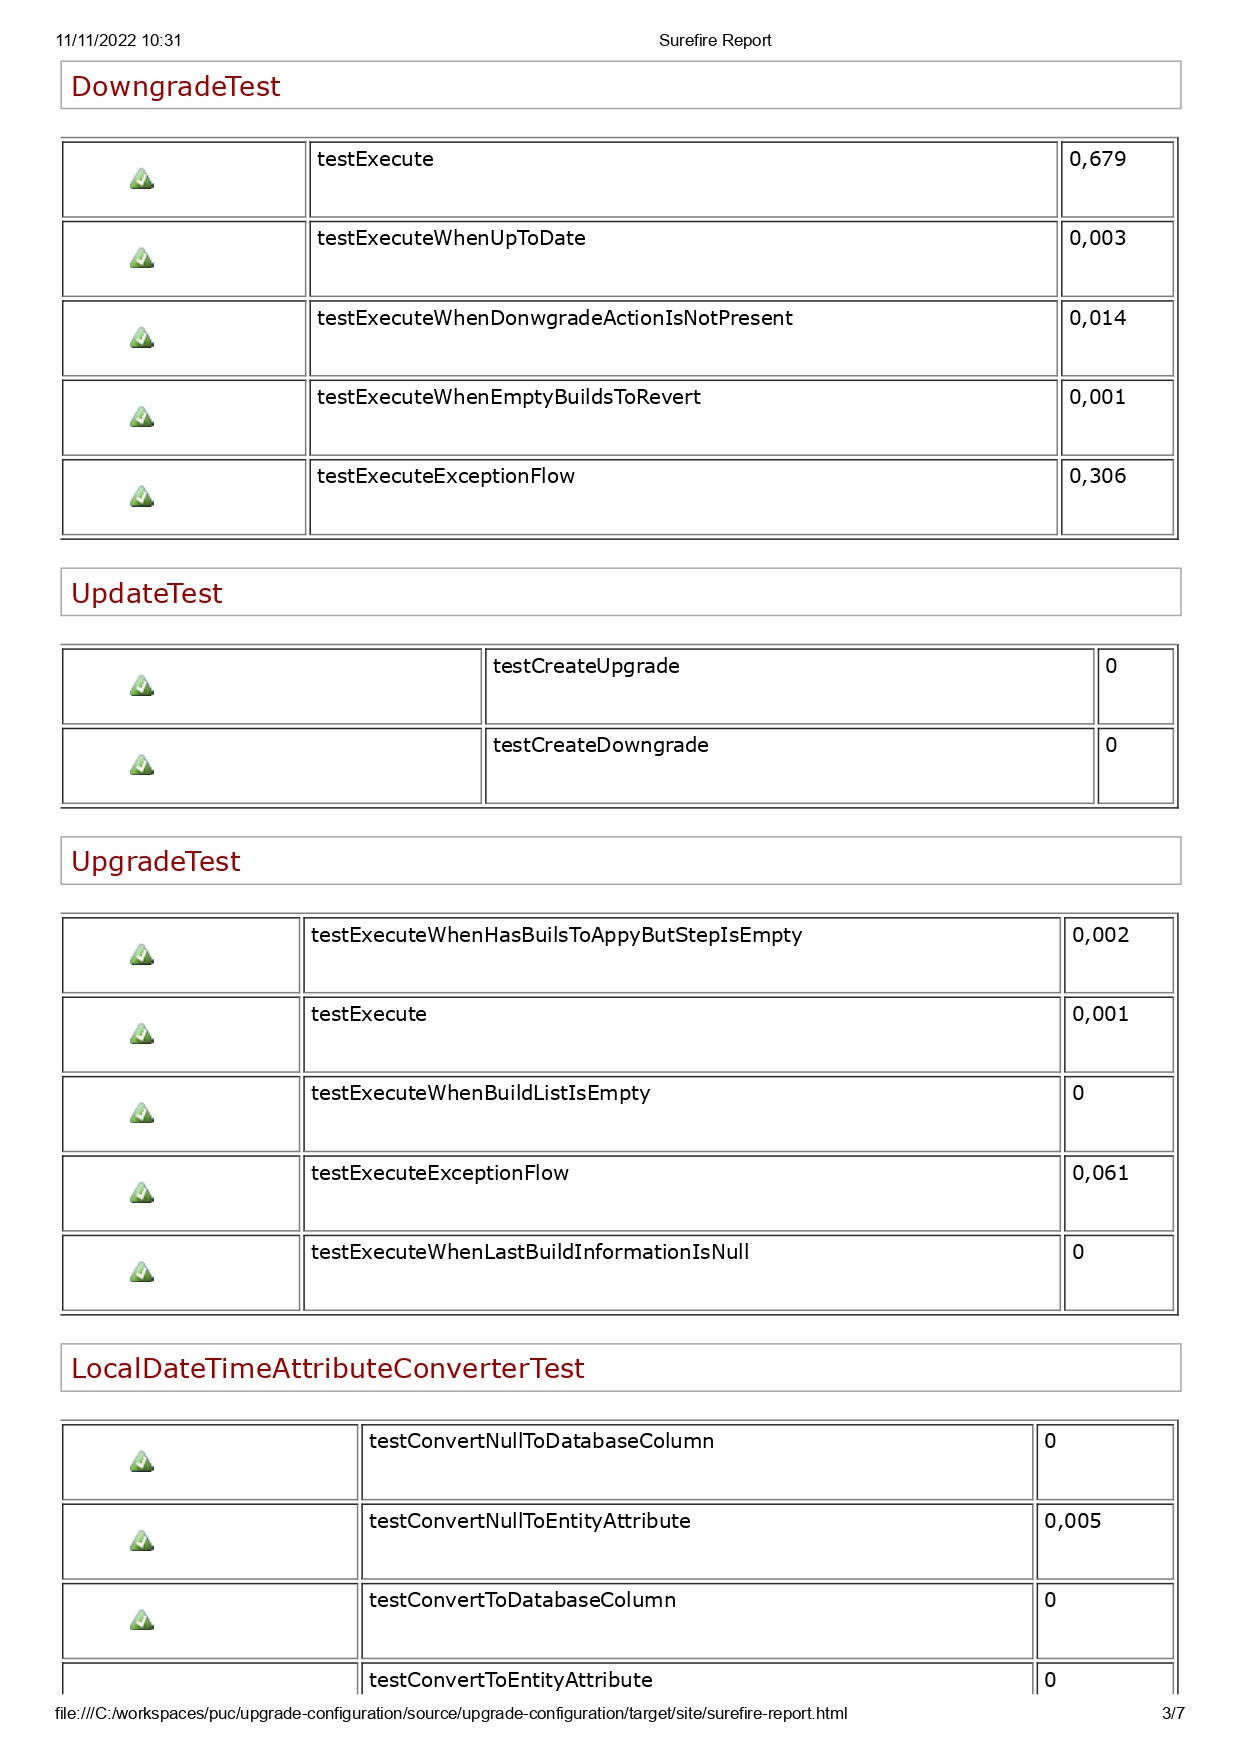 11/11/2022 10:31
Surefire Report
DowngradeTest
testExecute
0,679
testExecuteWhenUpToDate
0,003
testExecuteWhenDonwgradeActionIsNotPresent
0,014
testExecuteWhenEmptyBuildsToRevert
0,001
testExecuteExceptionFlow
0,306
UpdateTest
testCreateUpgrade
0
testCreateDowngrade
0
UpgradeTest
testExecuteWhenHasBuilsToAppyButStepIsEmpty
0,002
testExecute
0,001
testExecuteWhenBuildListIsEmpty
0
testExecuteExceptionFlow
0,061
testExecuteWhenLastBuildInformationIsNull
0
LocalDateTimeAttributeConverterTest
testConvertNullToDatabaseColumn
0
testConvertNullToEntityAttribute
0,005
testConvertToDatabaseColumn
0
testConvertToEntityAttribute
0
file:///C:/workspaces/puc/upgrade-configuration/source/upgrade-configuration/target/site/surefire-report.html
3/7